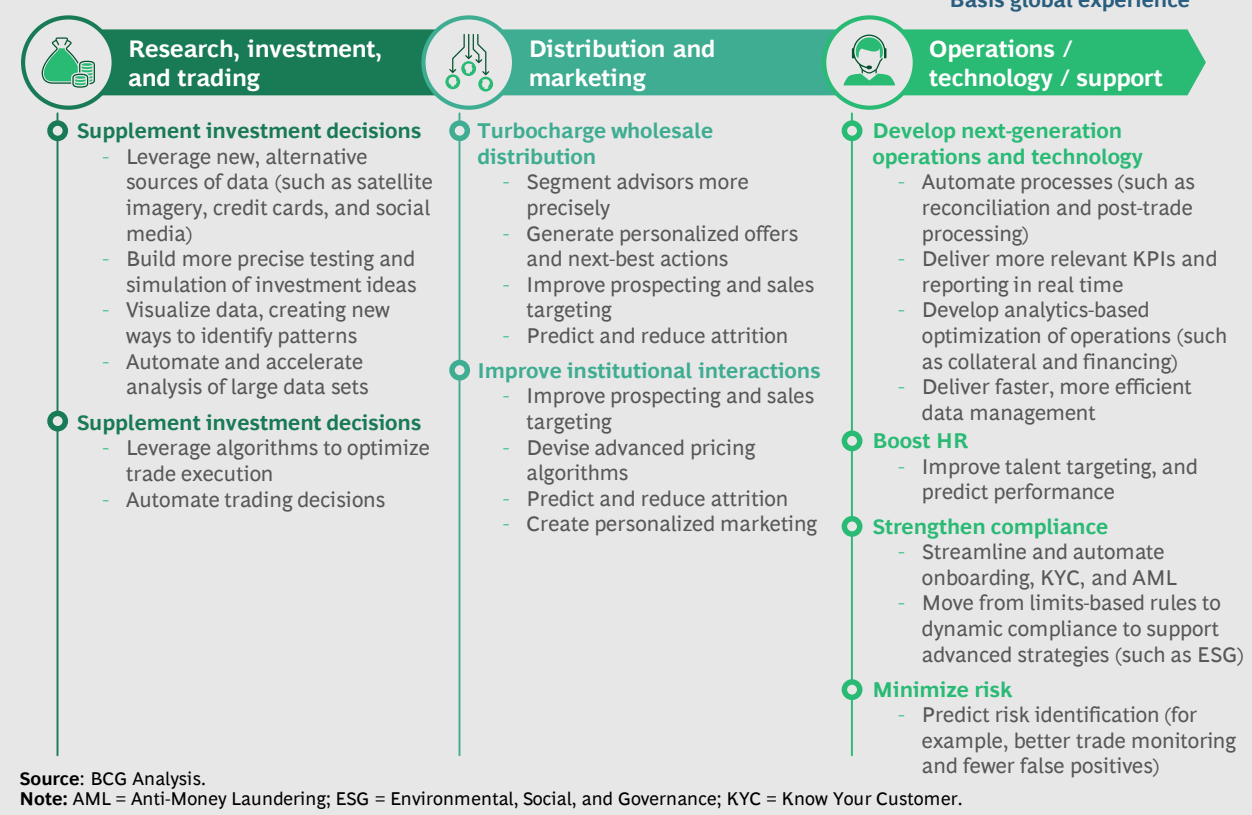 Basis global experience
Research, investment,
and trading
Supplement investment decisions
- Leverage new, alternative
sources of data (such as satellite
imagery, credit cards, and social
media)
- Build more precise testing and
simulation of investment ideas
- Visualize data, creating new
ways to identify patterns
- Automate and accelerate
analysis of large data sets
Supplement investment decisions
- Leverage algorithms to optimize
trade execution
- Automate trading decisions
Distribution and
marketing
Turbocharge wholesale
distribution
- Segment advisors more
precisely
- Generate personalized offers
and next-best actions
- Improve prospecting and sales
targeting
- Predict and reduce attrition
Improve institutional interactions
- Improve prospecting and sales
targeting
- Devise advanced pricing
algorithms
- Predict and reduce attrition
- Create personalized marketing
Operations /
technology / support
Develop next-generation
operations and technology
- Automate processes (such as
reconciliation and post-trade
processing)
- Deliver more relevant KPIs and
reporting in real time
- Develop analytics-based
optimization of operations (such
as collateral and financing)
- Deliver faster, more efficient
data management
Boost HR
- Improve talent targeting, and
predict performance
Strengthen compliance
- Streamline and automate
onboarding, KYC, and AML
- Move from limits-based rules to
dynamic compliance to support
advanced strategies (such as ESG)
Minimize risk
- Predict risk identification (for
example, better trade monitoring
and fewer false positives)
Source: BCG Analysis.
Note: AML = Anti-Money Laundering; ESG = Environmental, Social, and Governance; KYC = Know Your Customer.